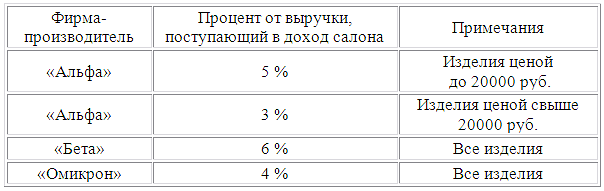 Фирма-
производитель
Процент от выручки,
поступающий в доход салона
Примечания
«Альфа»
5 %
Изделия ценой
до 20000 руб.
«Альфа»
3 %
Изделия ценой свыше
20000 руб.
«Бета»
6 %
Все изделия
«Омикрон»
4 %
Все изделия